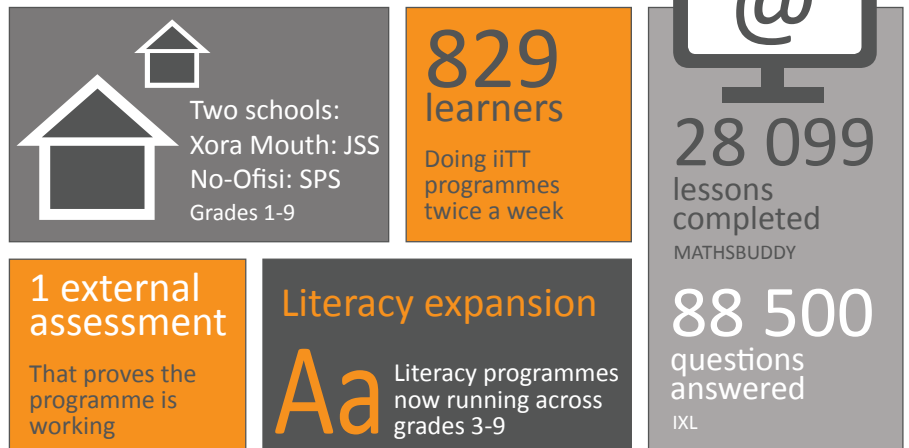 Two schools:
Xora Mouth: JSS
No-Ofisi: SPS
Grades 1-9
829
learners
Doing iiTT
programmes
twice a week
@
28 099
lessons
completed
MATHSBUDDY
88 500
questions
answered
IXL
1 external
assessment
That proves the
programme is
working
Literacy expansion
Aa
Literacy programmes
now running across
grades 3-9